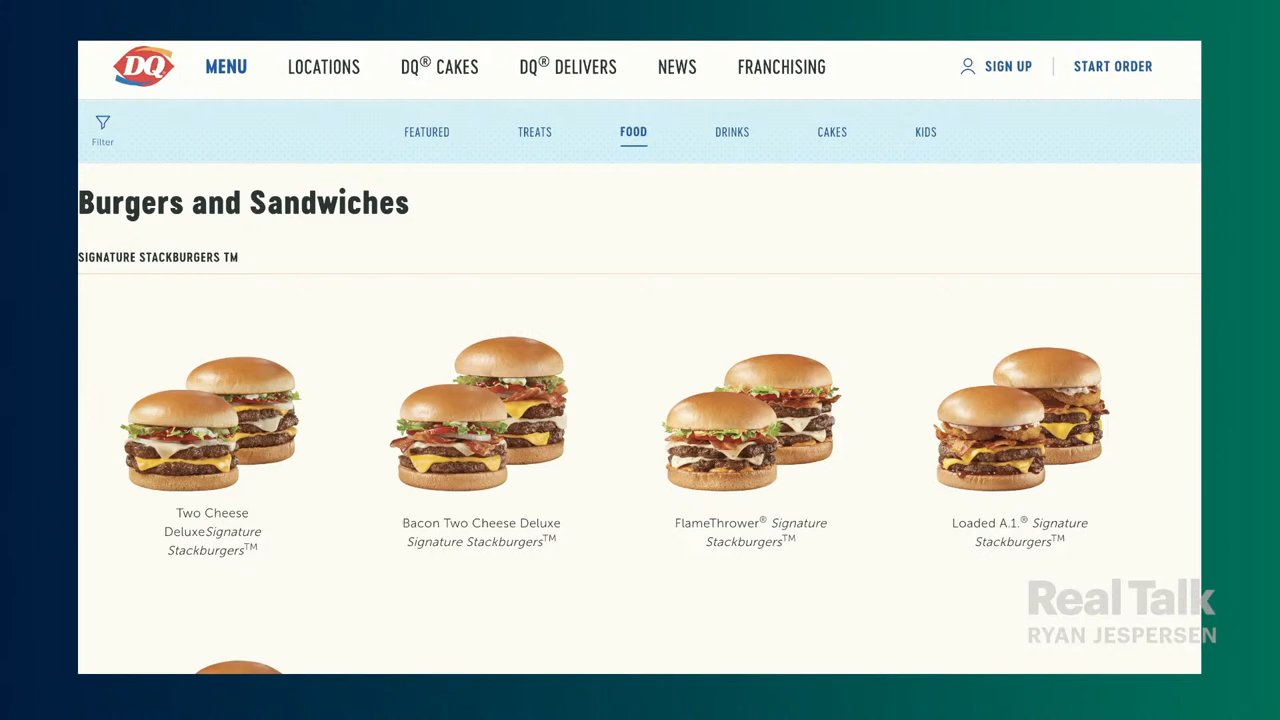 DQ
MENU
LOCATIONS
DQ® CAKES
DQ® DELIVERS
NEWS
FRANCHISING
SIGN UP
START ORDER
Filter
FEATURED
TREATS
FOOD
DRINKS
CAKES
KIDS
Burgers and Sandwiches
SIGNATURE STACKBURGERS TM
Two Cheese
DeluxeSignature
Stackburgers™
Bacon Two Cheese Deluxe
Signature Stackburgers™
FlameThrower® Signature
Stackburgers™
Loaded A.1.® Signature
Stackburgers™
Real Talk
RYAN JESPERSEN